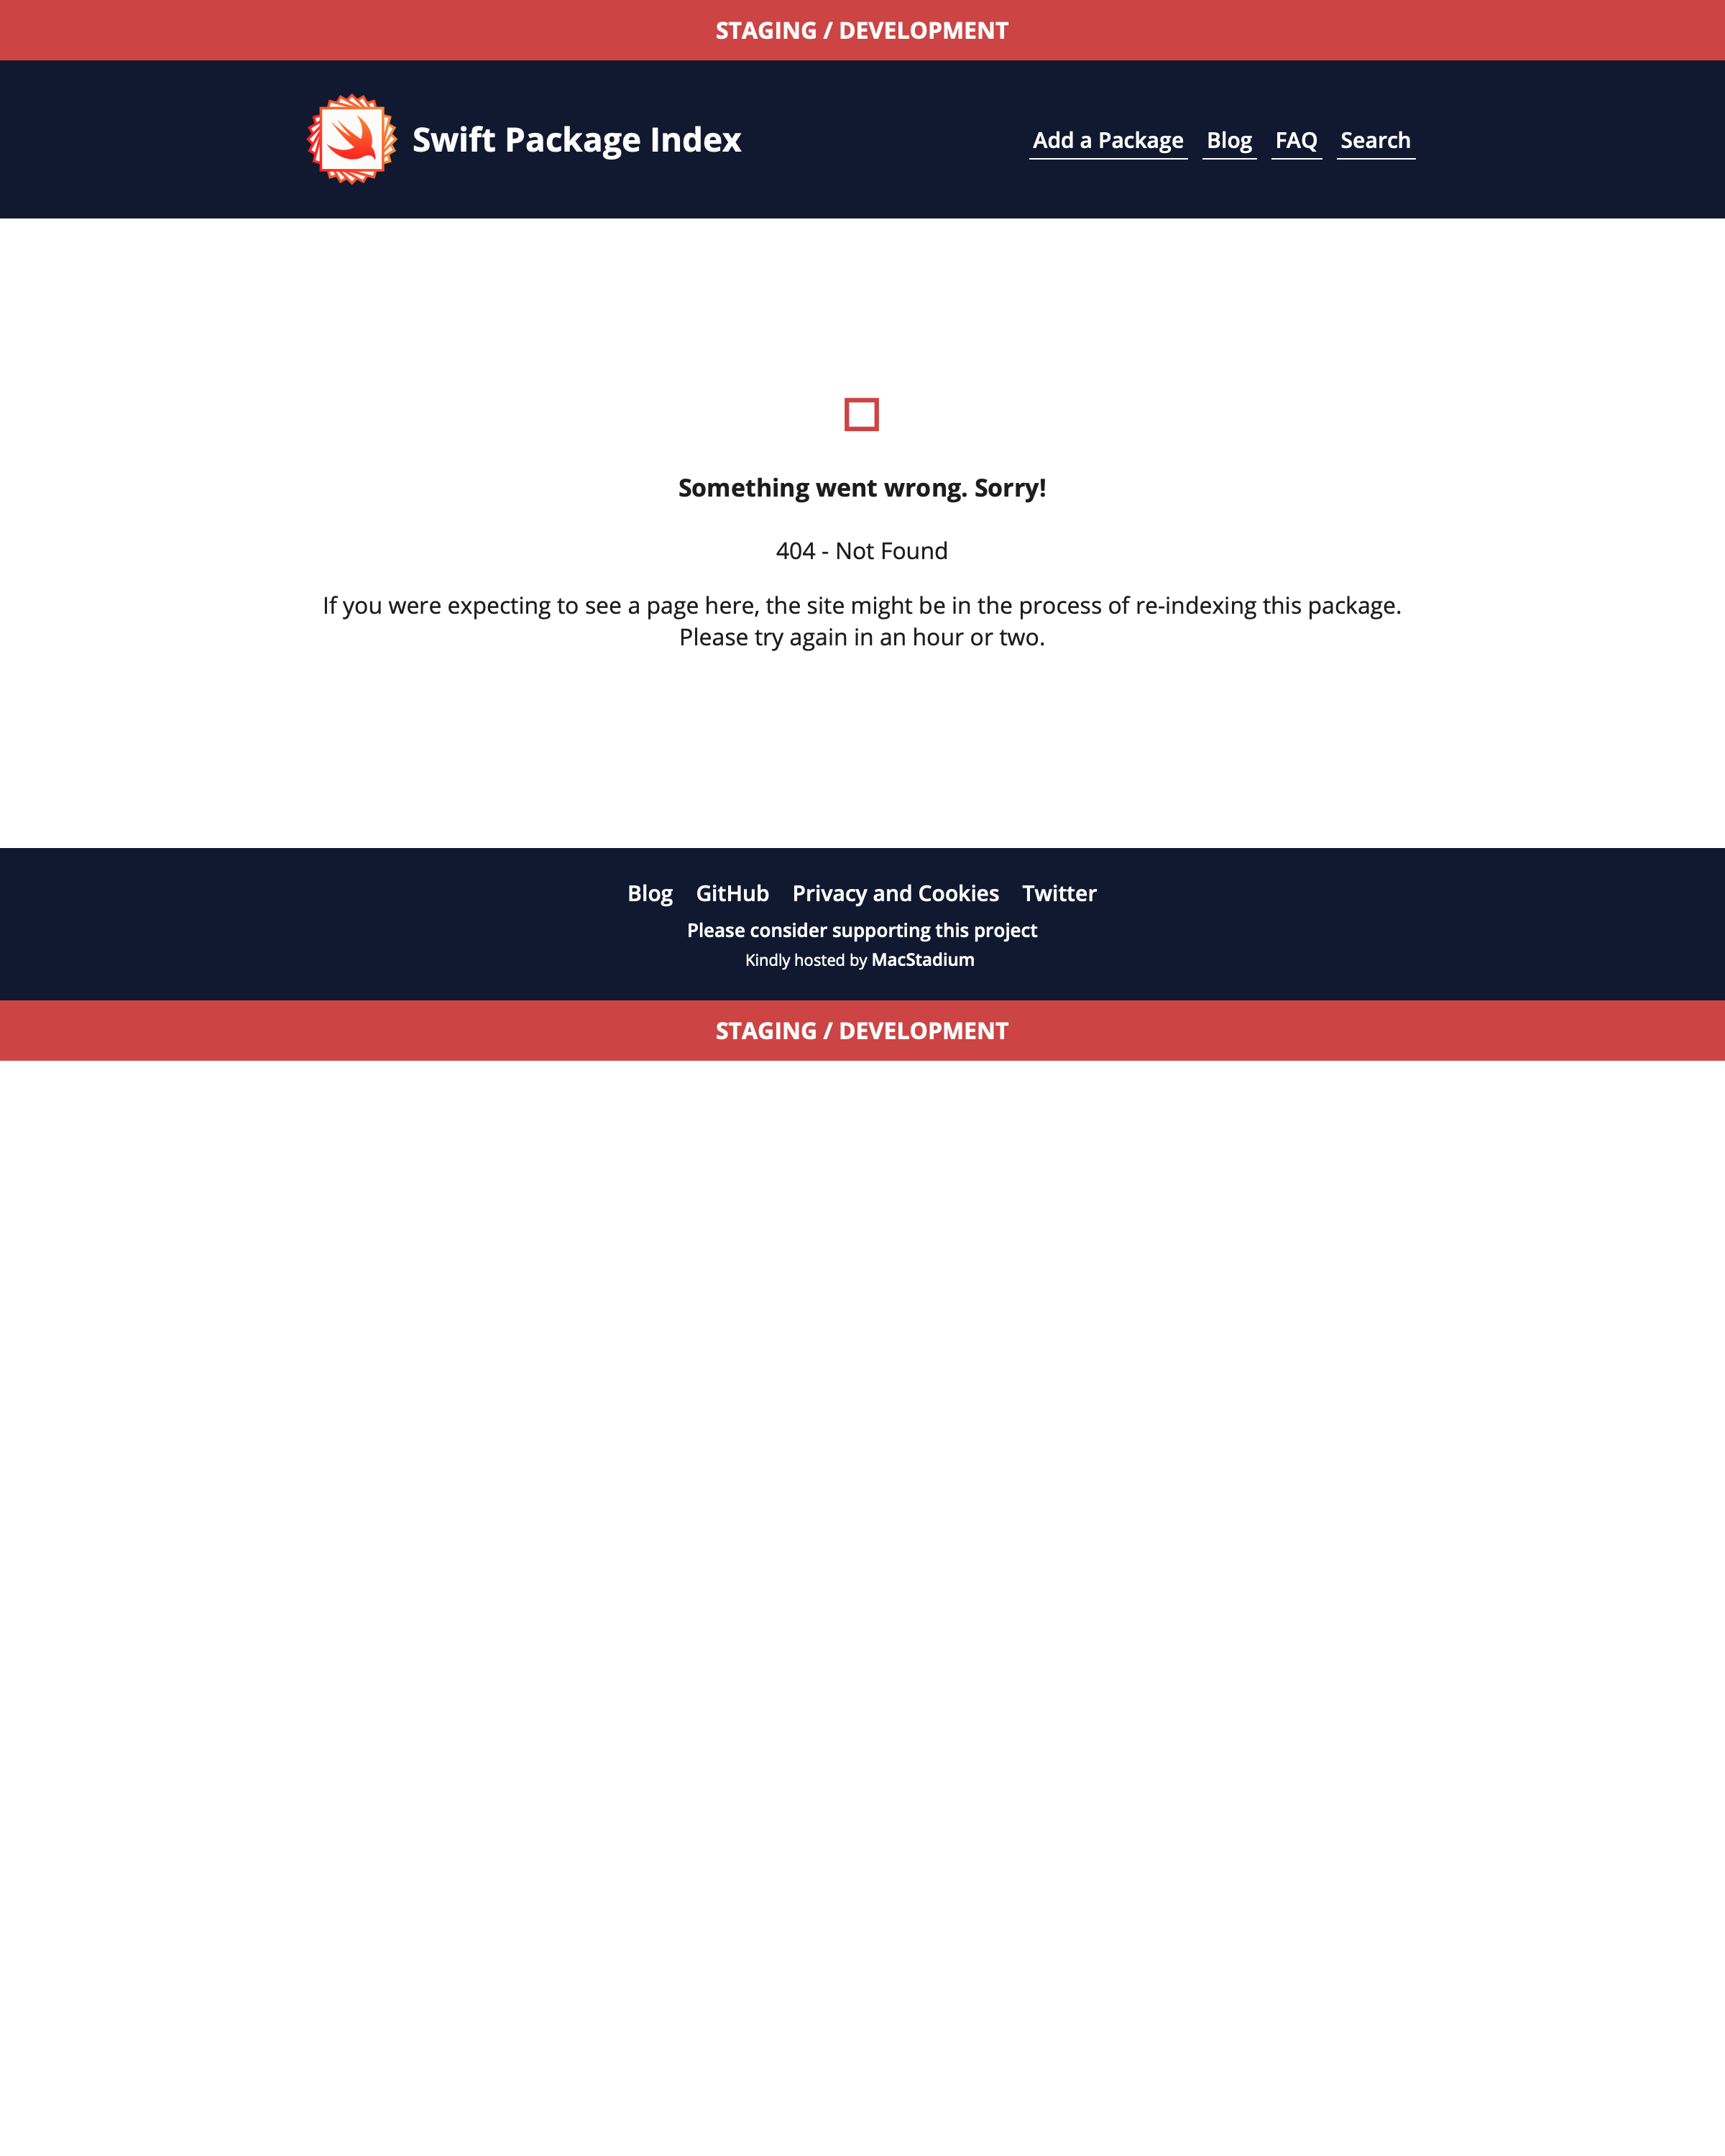 STAGING / DEVELOPMENT
Swift Package Index
Add a Package Blog FAQ Search
Something went wrong. Sorry!
404 - Not Found
If you were expecting to see a page here, the site might be in the process of re-indexing this package.
Please try again in an hour or two.
Blog GitHub Privacy and Cookies Twitter
Please consider supporting this project
Kindly hosted by MacStadium
STAGING / DEVELOPMENT